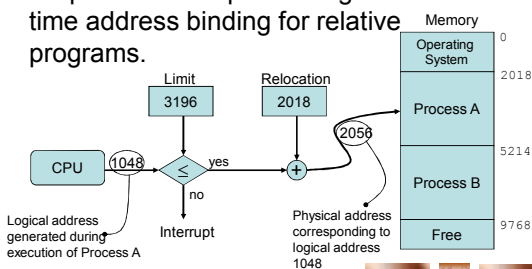 time address binding for relative
programs.
Memory
0
Operating
System
2018
Limit
3196
Relocation
2018
Process A
2056
CPU
1048
≤
yes
+
5214
no
Process B
Logical address
generated during
execution of Process A
Interrupt
Physical address
corresponding to
logical address
1048
9768
Free